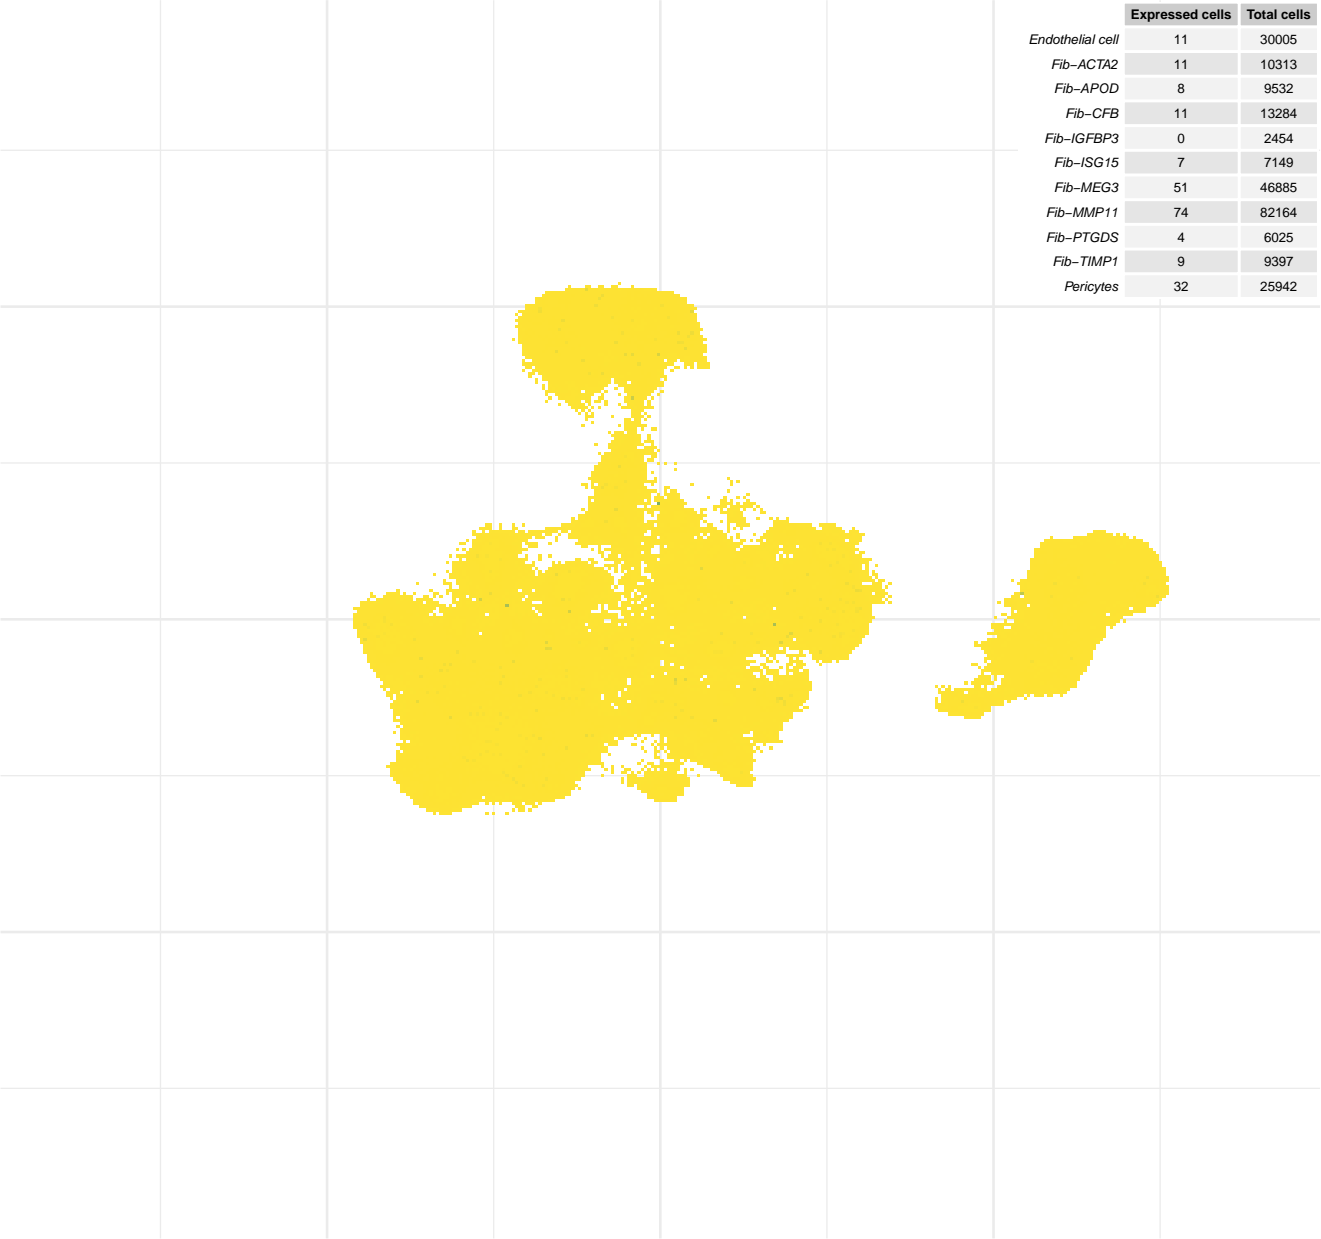 Expressed cells Total cells
Endothelial cell 11 30005
Fib−ACTA2 11 10313
Fib−APOD 8 9532
Fib−CFB 11 13284
Fib−IGFBP3 0 2454
Fib−ISG15 7 7149
Fib−MEG3 51 46885
Fib−MMP11 74 82164
Fib−PTGDS 4 6025
Fib−TIMP1 9 9397
Pericytes 32 25942